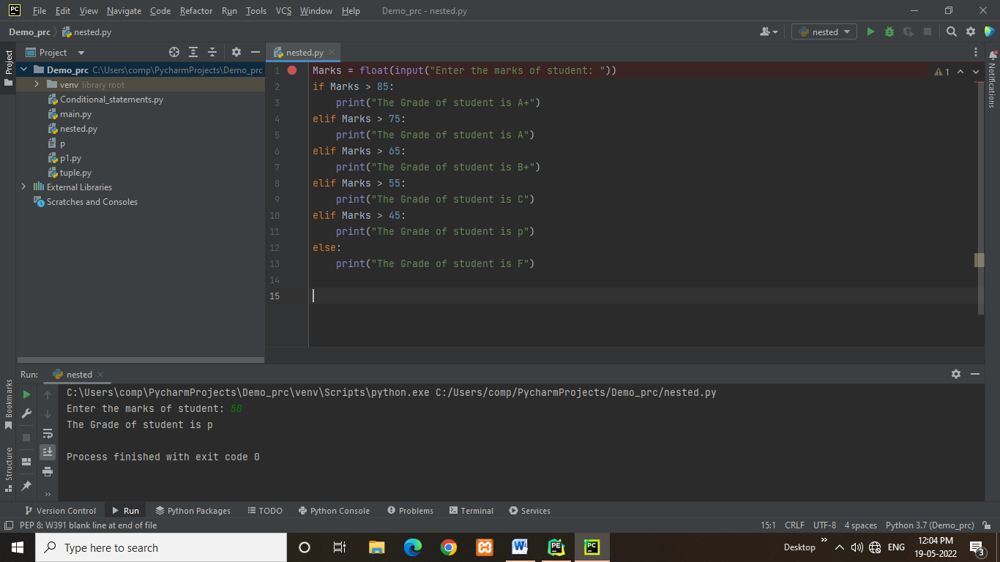 PC File Edit View Navigate Code Refactor Run Tools VCS Window Help Demo_prc - nested.py
Demo_prc nested.py nested
Project nested.py
Demo_prc C:\Users\comp\PycharmProjects\Demo_prc
venv library root
Conditional_statements.py
main.py
nested.py
p
p1.py
tuple.py
External Libraries
Scratches and Consoles
Project
Bookmarks
Structure
Notifications
1 Marks = float(input("Enter the marks of student: ")) 1
2 if Marks > 85:
3 print("The Grade of student is A+")
4 elif Marks > 75:
5 print("The Grade of student is A")
6 elif Marks > 65:
7 print("The Grade of student is B+")
8 elif Marks > 55:
9 print("The Grade of student is C")
10 elif Marks > 45:
11 print("The Grade of student is p")
12 else:
13 print("The Grade of student is F")
14
15
Run: nested
C:\Users\comp\PycharmProjects\Demo_prc\venv\Scripts\python.exe C:/Users/comp/PycharmProjects/Demo_prc/nested.py
Enter the marks of student: 50
The Grade of student is p
Process finished with exit code 0
Version Control Run Python Packages TODO Python Console Problems Terminal Services
PEP 8: W391 blank line at end of file 15:1 CRLF UTF-8 4 spaces Python 3.7 (Demo_prc)
Type here to search W PE PC Desktop ENG 12:04 PM
19-05-2022 3